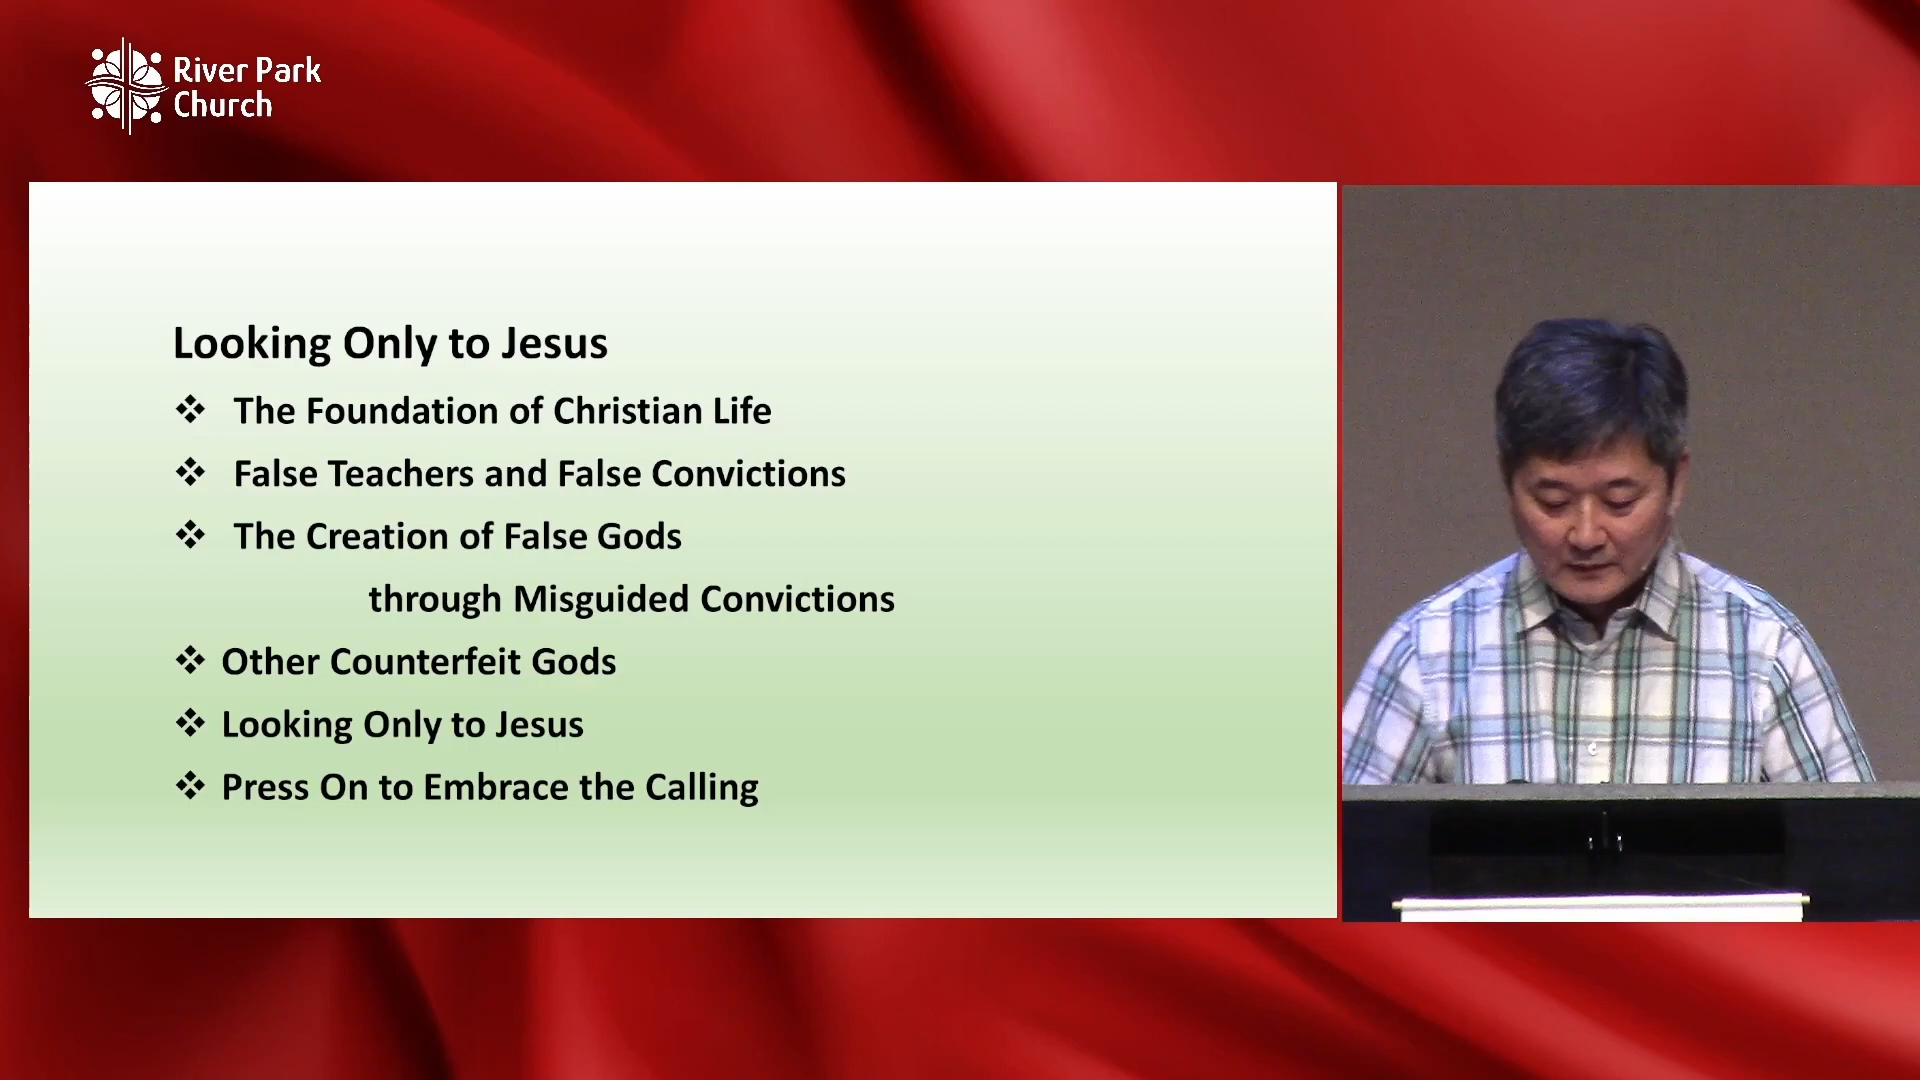 River Park
Church
Looking Only to Jesus
❖ The Foundation of Christian Life
❖ False Teachers and False Convictions
❖ The Creation of False Gods
through Misguided Convictions
❖ Other Counterfeit Gods
❖ Looking Only to Jesus
❖ Press On to Embrace the Calling